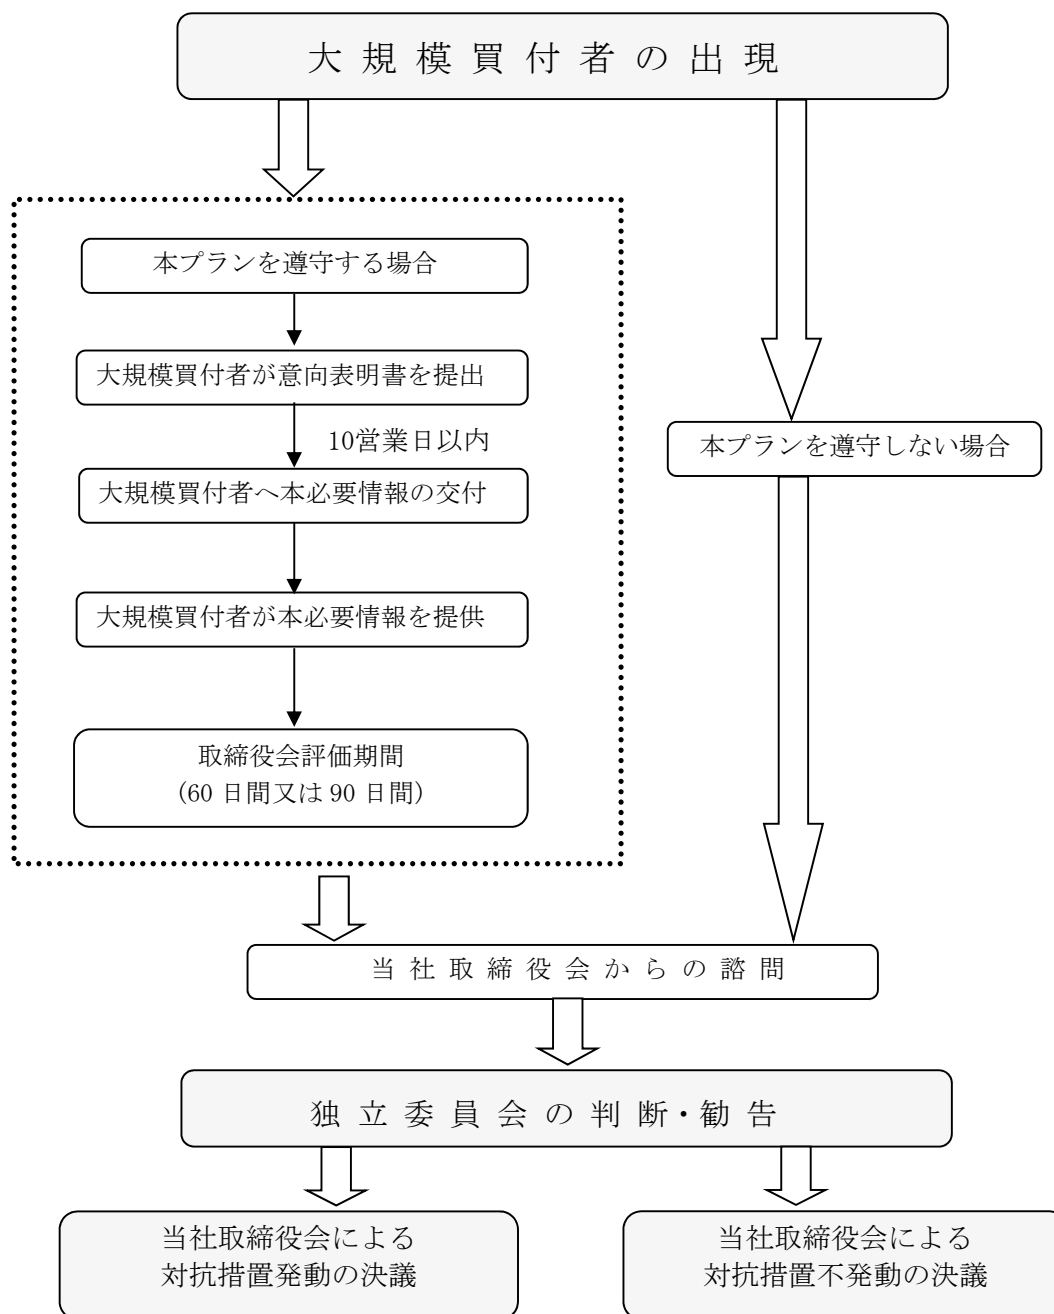 大規模買付者の出現
本プランを遵守する場合
大規模買付者が意向表明書を提出
10営業日以内
本プランを遵守しない場合
大規模買付者へ本必要情報の交付
大規模買付者が本必要情報を提供
取締役会評価期間
（60 日間又は 90 日間）
当社取締役会からの諮問
独立委員会の判断・勧告
当社取締役会による
対抗措置発動の決議
当社取締役会による
対抗措置不発動の決議